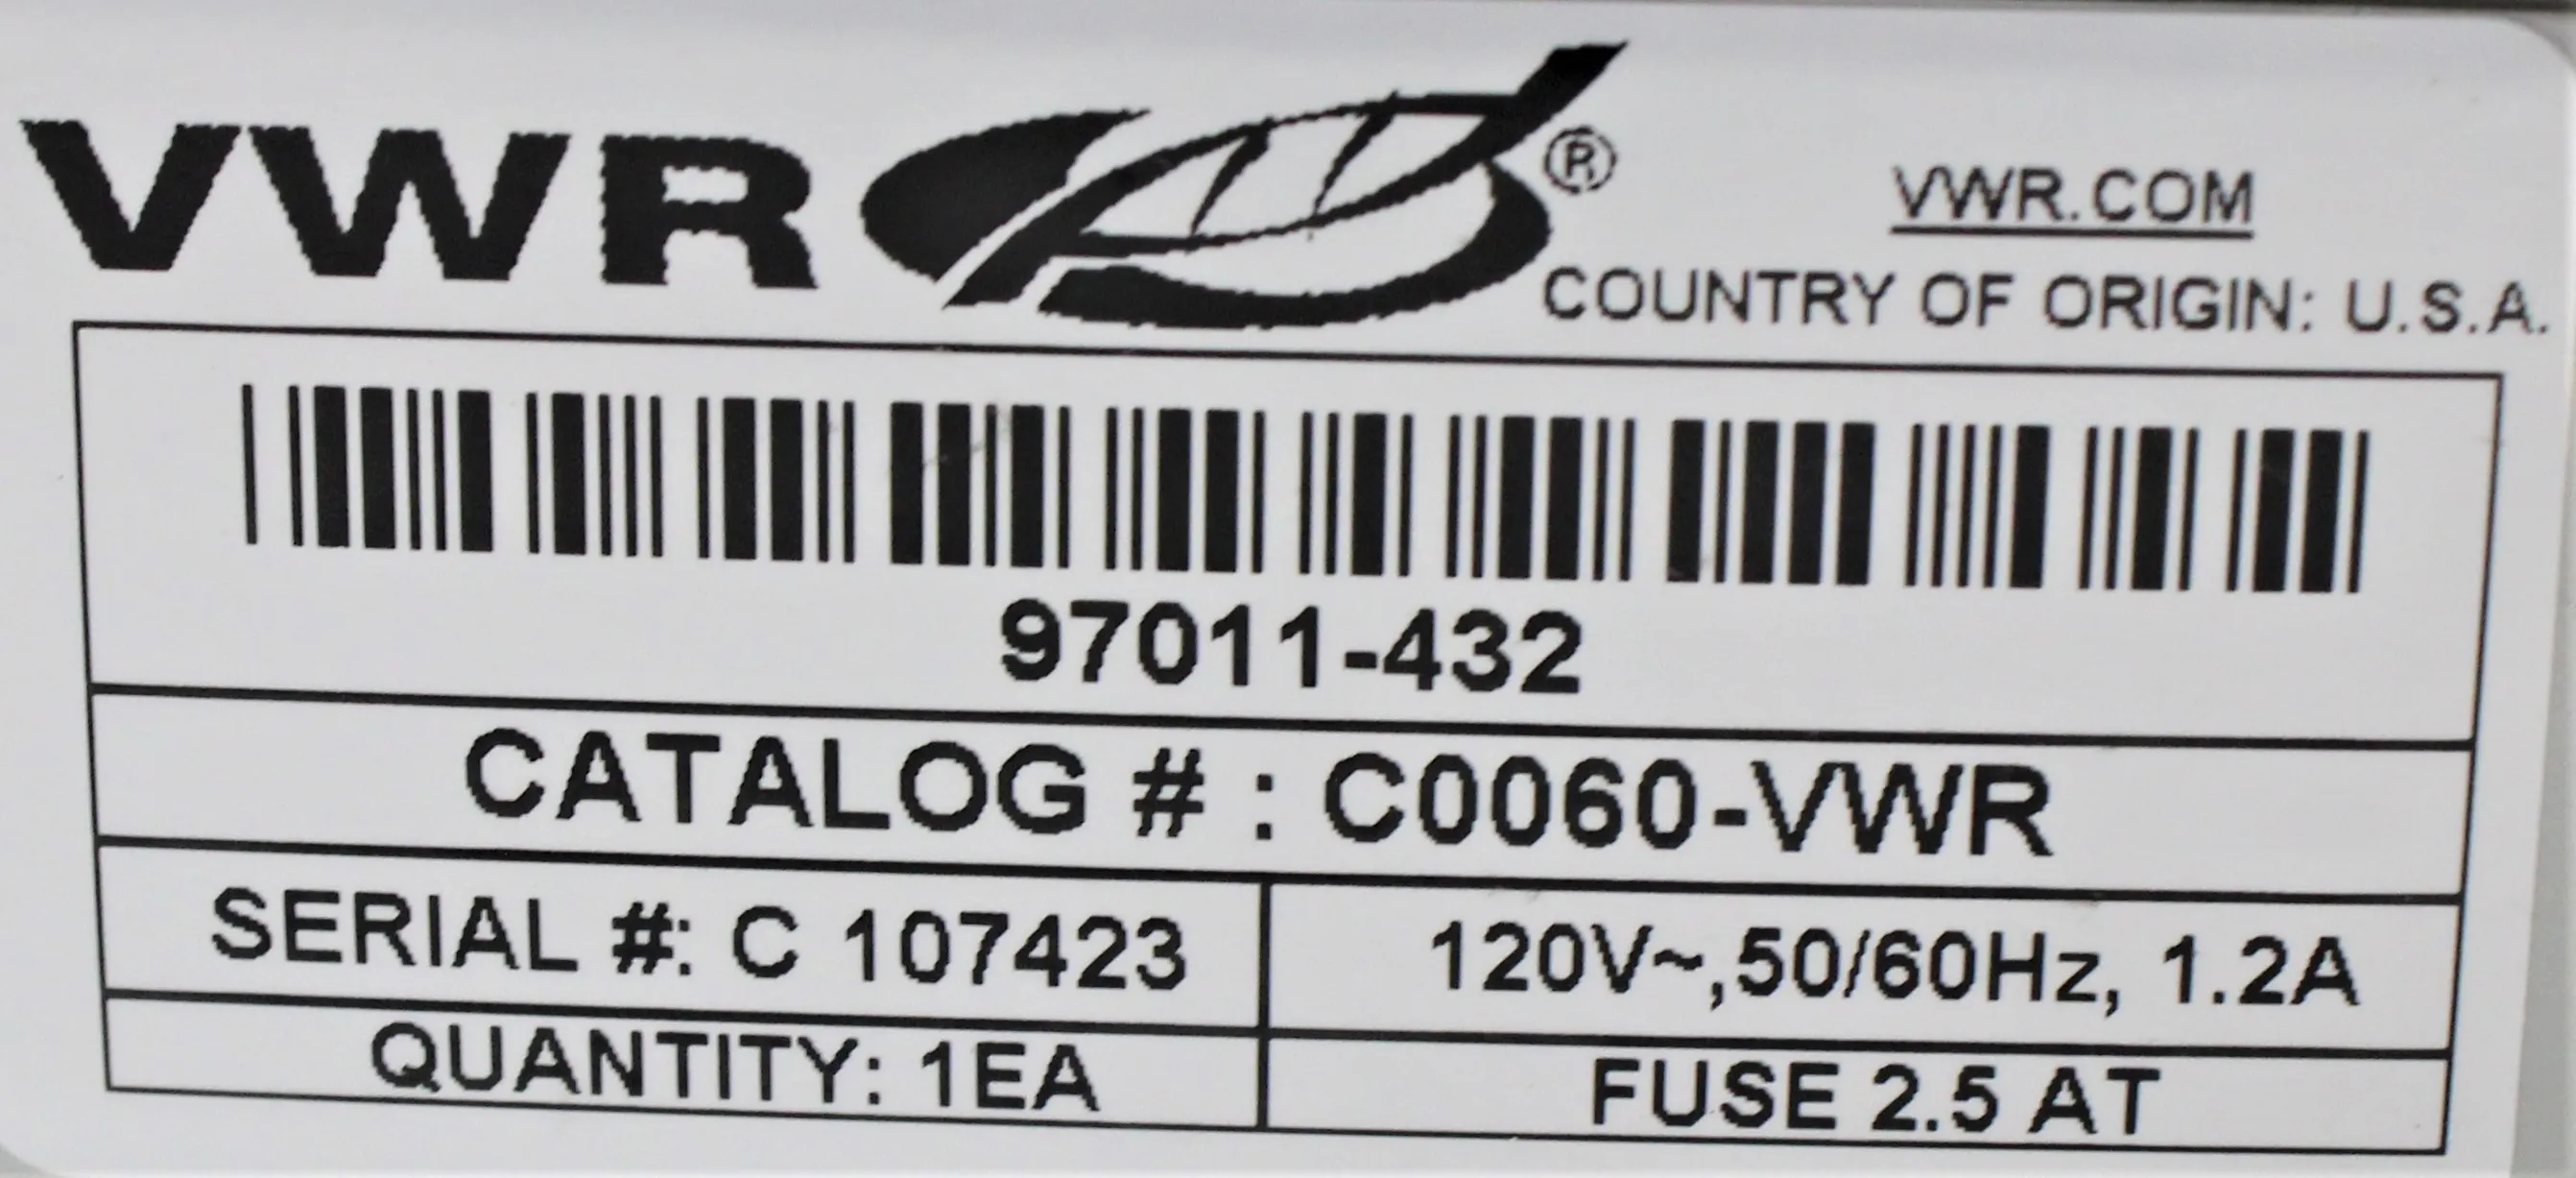 VWR ®
VWR.COM
COUNTRY OF ORIGIN: U.S.A.
97011-432
CATALOG # : C0060-VWR
SERIAL #: C 107423
120V~,50/60Hz, 1.2A
QUANTITY: 1EA
FUSE 2.5 AT